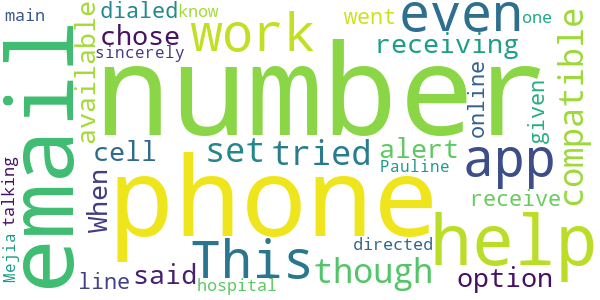 main
dialed
know
went
even
one
email
available
chose
sincerely
work
receiving
number
online
given
compatible
When
cell
set
tried
alert
app
Pauline
phone
receive
talking
Mejia
This
directed
help
line
said
hospital
though
option